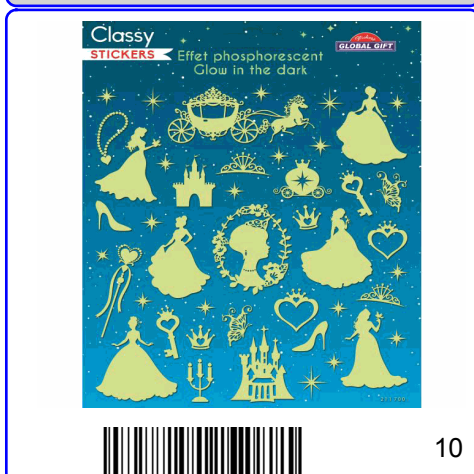 Classy
STICKERS
GLOBAL GIFT
Effet phosphorescent
Glow in the dark
10